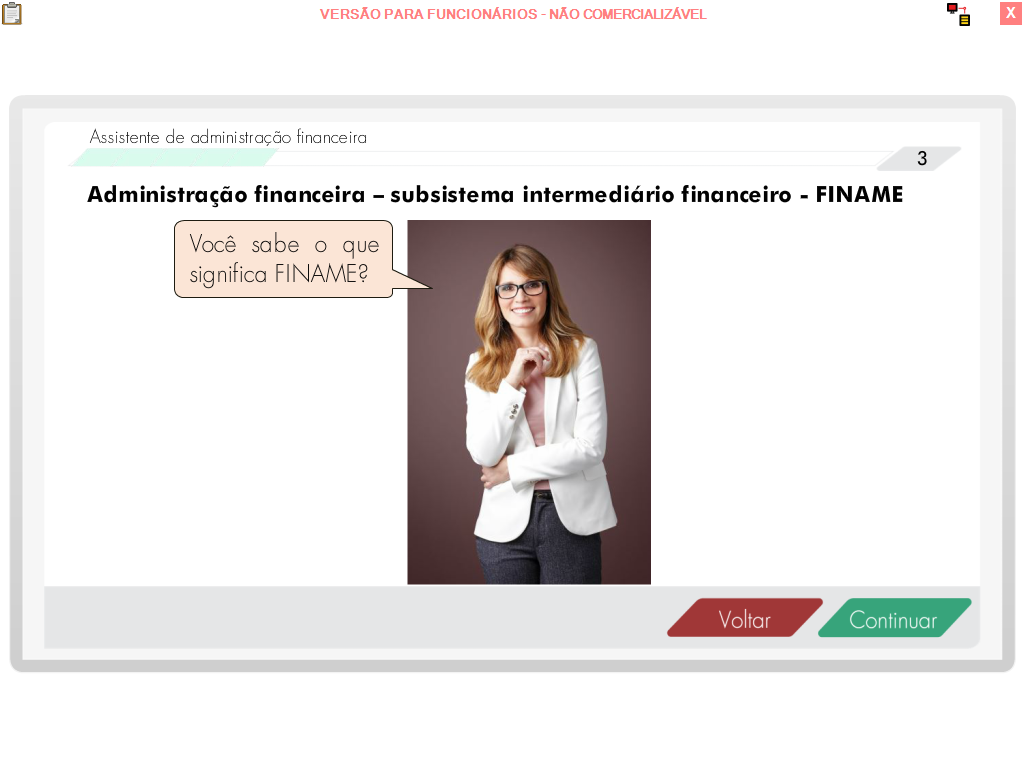 VERSÃO PARA FUNCIONÁRIOS - NÃO COMERCIALIZÁVEL
X
Assistente de administração financeira
3
Administração financeira – subsistema intermediário financeiro - FINAME
Você sabe o que
significa FINAME?
Voltar
Continuar